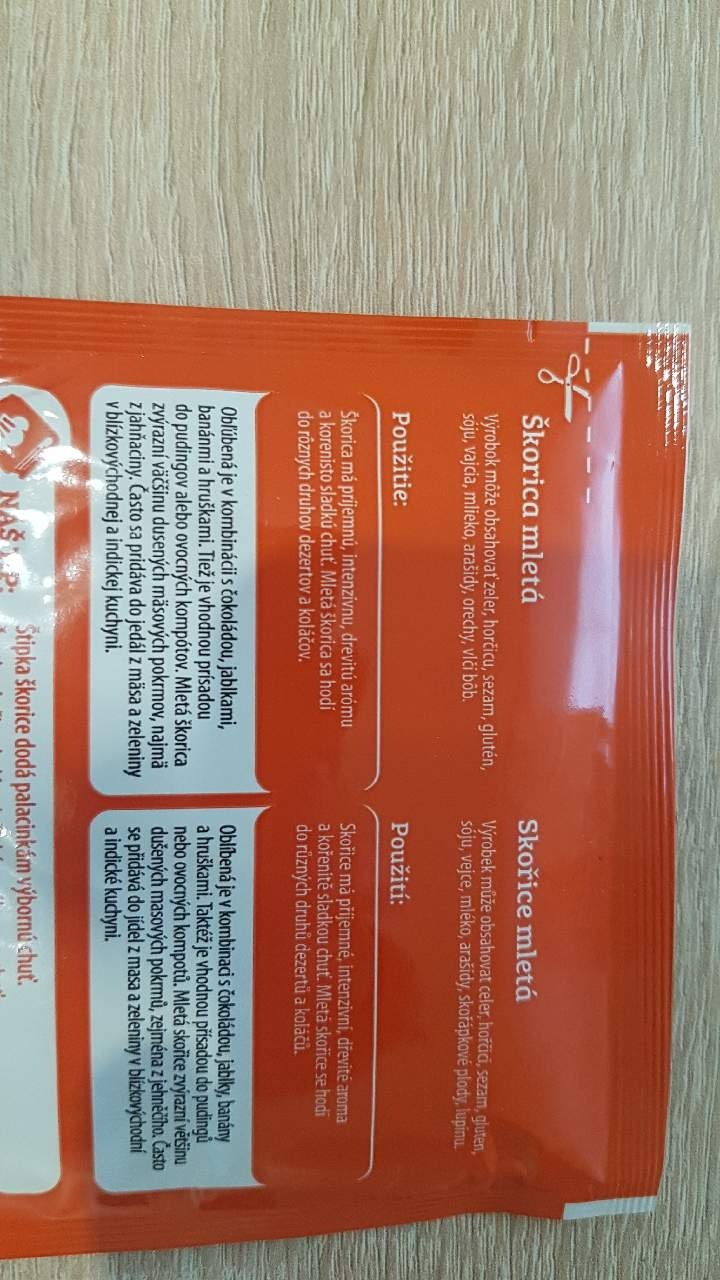 Škorica mletá
Výrobok môže obsahovať zeler, horčicu, sezam, glutén,
sóju, vajcia, mlieko, arašidy, orechy, vlčí bôb.
Použitie:
Škorica má príjemnú, intenzívnu, drevitú arómu
a korenisto sladkú chuť. Mletá škorica sa hodí
do rôznych druhov dezertov a koláčov.
Obľúbená je v kombinácii s čokoládou, jablkami,
banánmi a hruškami. Tiež je vhodnou prísadou
do pudingov alebo ovocných kompótov. Mletá škorica
zvýrazní väčšinu dusených mäsových pokrmov, najmä
z jahňaciny. Často sa pridáva do jedál z mäsa a zeleniny
v blízkovýchodnej a indickej kuchyni.
Skořice mletá
Výrobek může obsahovat celer, hořčici, sezam, gluten,
sóju, vejce, mléko, arašídy, skořápkové plody, lupinu.
Použití:
Skořice má příjemné, intenzivní, dřevité aroma
a kořenitě sladkou chuť. Mletá skořice se hodí
do různých druhů dezertů a koláčů.
Oblíbená je v kombinaci s čokoládou, jablky, banány
a hruškami. Taktéž je vhodnou přísadou do pudingů
nebo ovocných kompotů. Mletá skořice zvýrazní většinu
dušených masových pokrmů, zejména z jehněčího. Často
se přidává do jídel z masa a zeleniny v blízkovýchodní
a indické kuchyni.
NÁŠ
Štipka škorice dodá palacinkám výbornú chuť.